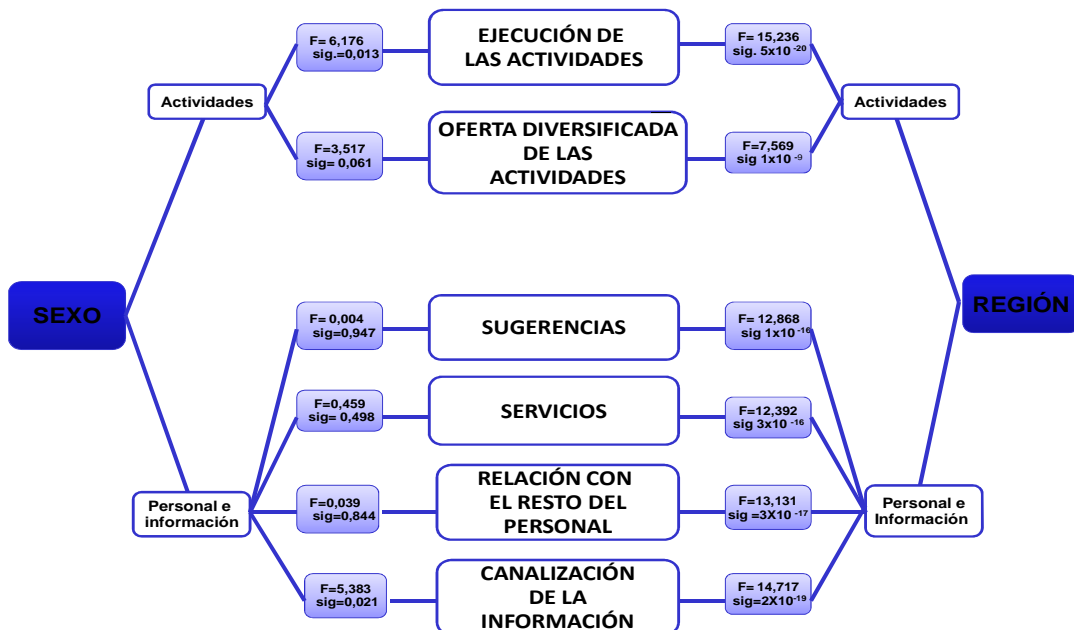 F= 6,176
sig.=0,013
EJECUCIÓN DE
LAS ACTIVIDADES
F= 15,236
sig. 5x10 -20
Actividades
Actividades
F=3,517
sig= 0,061
OFERTA DIVERSIFICADA
DE LAS
ACTIVIDADES
F=7,569
sig 1x10 -9
SEXO
REGIÓN
F= 0,004
sig=0,947
SUGERENCIAS
F= 12,868
sig 1x10 -16
F=0,459
sig= 0,498
SERVICIOS
F=12,392
sig 3x10 -16
Personal e
información
F=0,039
sig=0,844
RELACIÓN CON
EL RESTO DEL
PERSONAL
F=13,131
sig =3X10 -17
Personal e
Información
F=5,383
sig=0,021
CANALIZACIÓN
DE LA
INFORMACIÓN
F= 14,717
sig=2X10-19